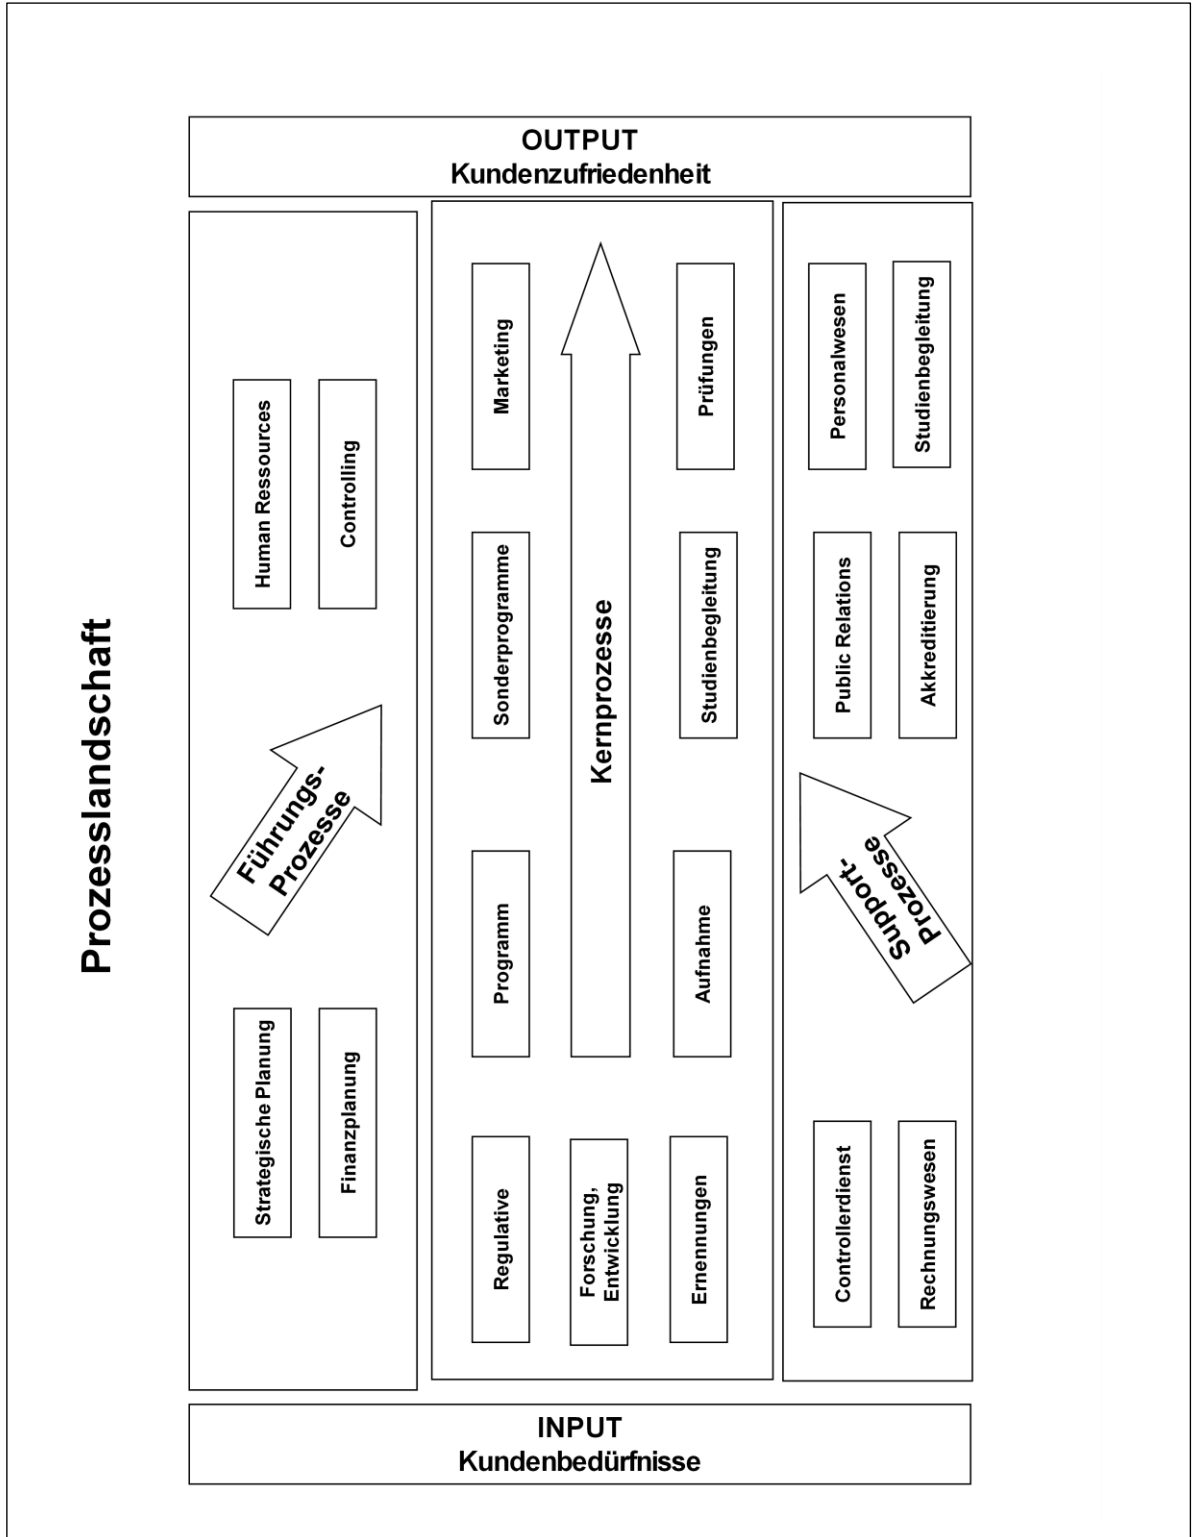 Prozesslandschaft
OUTPUT
Kundenzufriedenheit
Strategische Planung
Finanzplanung
Führungs-
Prozesse
Human Ressources
Controlling
Regulative
Forschung,
Entwicklung
Ernennungen
Programm
Aufnahme
Kernprozesse
Sonderprogramme
Studienbegleitung
Marketing
Prüfungen
Controllerdienst
Rechnungswesen
Support-
Prozesse
Public Relations
Akkreditierung
Personalwesen
Studienbegleitung
INPUT
Kundenbedürfnisse